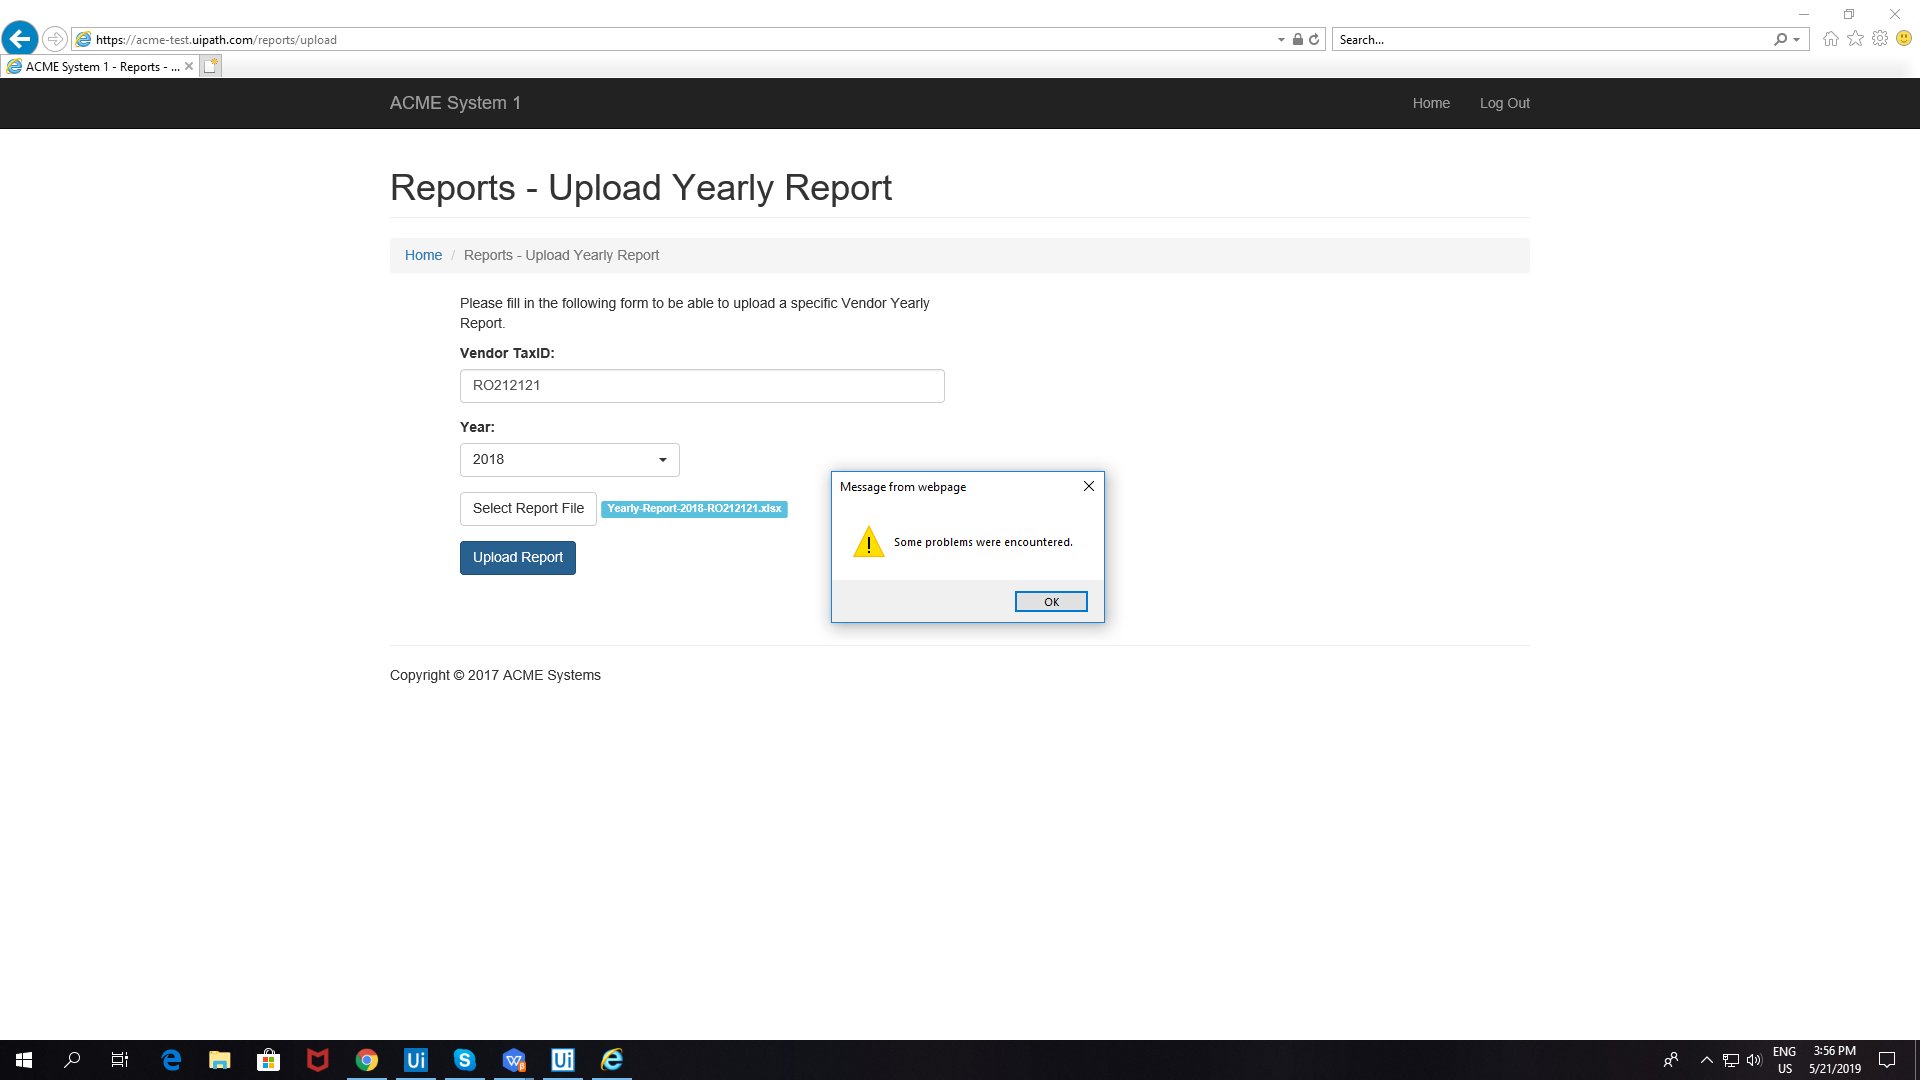 https://acme-test.uipath.com/reports/upload
Search...
ACME System 1 - Reports - ...
ACME System 1
Home
Log Out
Reports - Upload Yearly Report
Home / Reports - Upload Yearly Report
Please fill in the following form to be able to upload a specific Vendor Yearly
Report.
Vendor TaxID:
RO212121
Year:
2018
Select Report File
Yearly-Report-2018-RO212121.xlsx
Upload Report
Message from webpage
Some problems were encountered.
OK
Copyright © 2017 ACME Systems
Ui
Ui
ENG
US
3:56 PM
5/21/2019